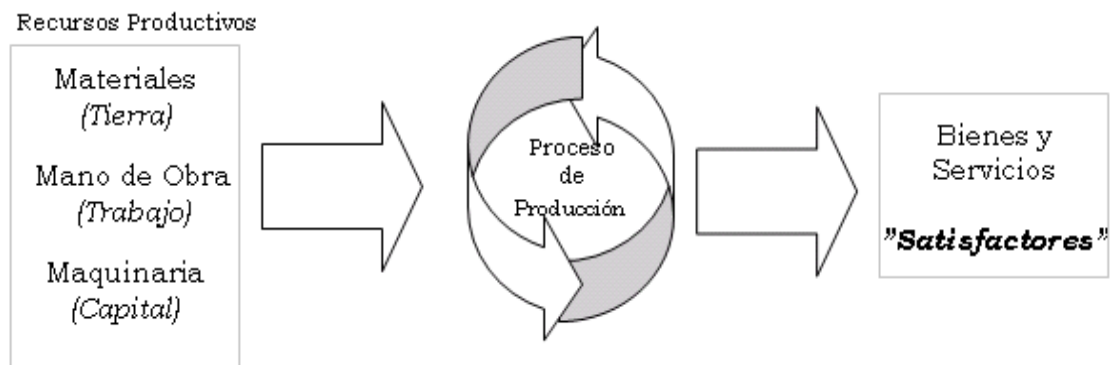 Recursos Productivos
Materiales
(Tierra)
Mano de Obra
(Trabajo)
Maquinaria
(Capital)
Proceso
de
Producción
Bienes y
Servicios
”Satisfactores”